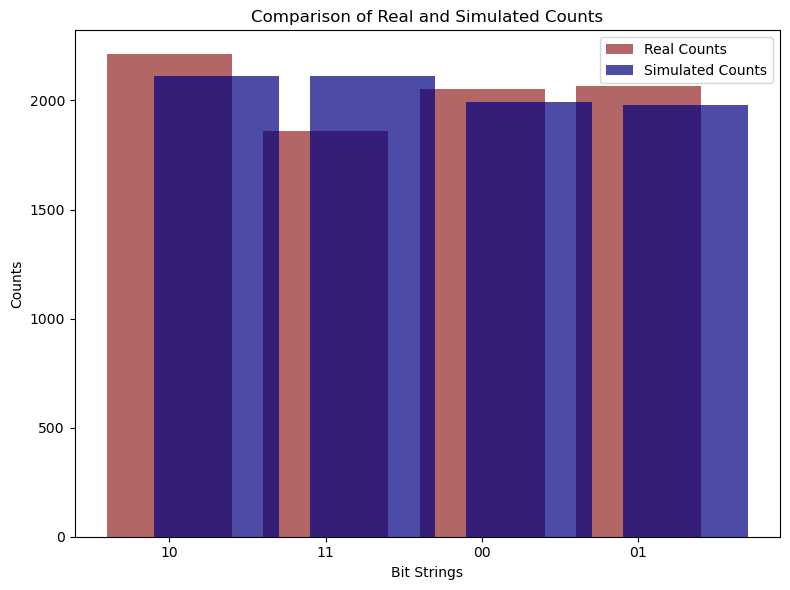 Comparison of Real and Simulated Counts
Real Counts
Simulated Counts
2000
1500
1000
500
0
Counts
10
11
00
01
Bit Strings